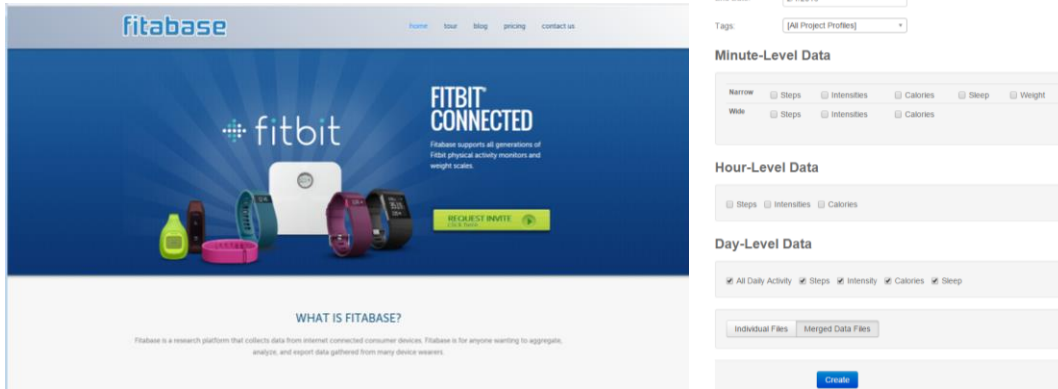 fitabase
home tour blog pricing contact us
FITBIT®
CONNECTED
Fitabase supports all generations of
Fitbit physical activity monitors and
weight scales.
fitbit
REQUEST INVITE
WHAT IS FITABASE?
Fitabase is a research platform that collects data from internet connected consumer devices. Fitabase is for anyone wanting to aggregate,
analyze, and export data gathered from many device wearers.
Tags: [All Project Profiles]
Minute-Level Data
Narrow Steps Intensities Calories Sleep Weight
Wide Steps Intensities Calories
Hour-Level Data
Steps Intensities Calories
Day-Level Data
All Daily Activity Steps Intensity Calories Sleep
Individual Files Merged Data Files
Create